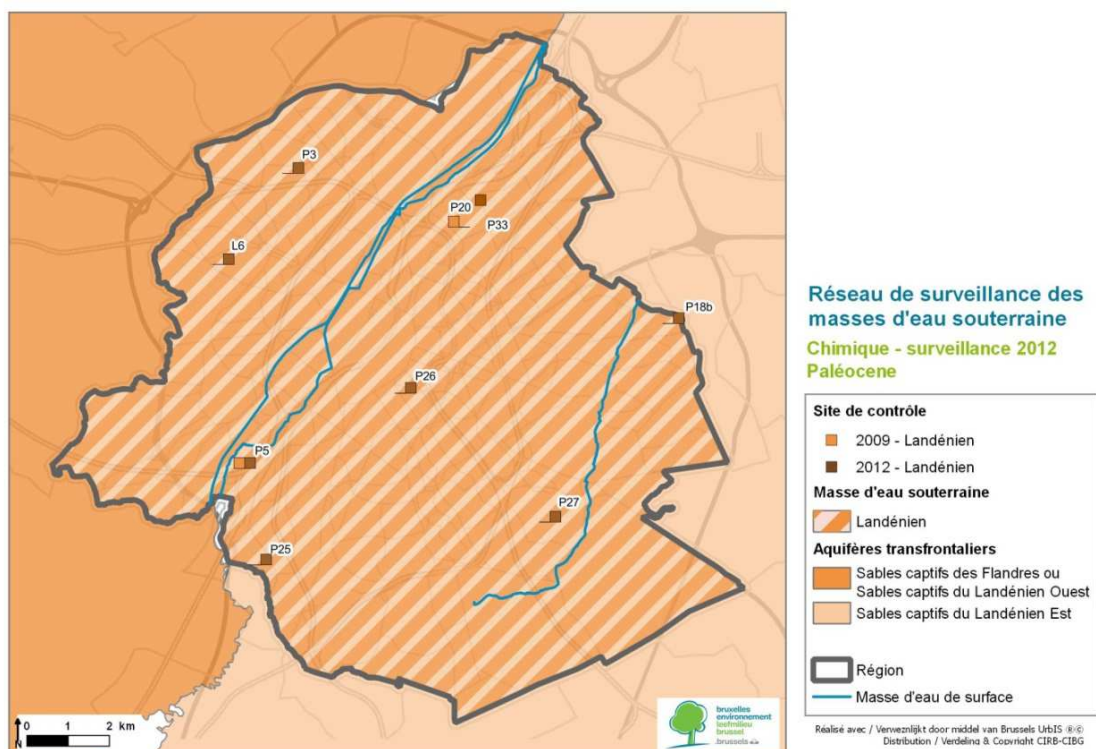 P3
P20
P33
L6
P18b
P26
P5
P27
P25
N
0 1 2 km
bruxelles
environnement
leefmilieu
brussel
.brussels
Réseau de surveillance des
masses d'eau souterraine
Chimique - surveillance 2012
Paléocene
Site de contrôle
2009 - Landénien
2012 - Landénien
Masse d'eau souterraine
Landénien
Aquifères transfrontaliers
Sables captifs des Flandres ou
Sables captifs du Landénien Ouest
Sables captifs du Landénien Est
Région
Masse d'eau de surface
Réalisé avec / Verweznlijkt door middel van Brussels UrbIS ®©
Distribution / Verdeling & Copyright CIRB-CIBG